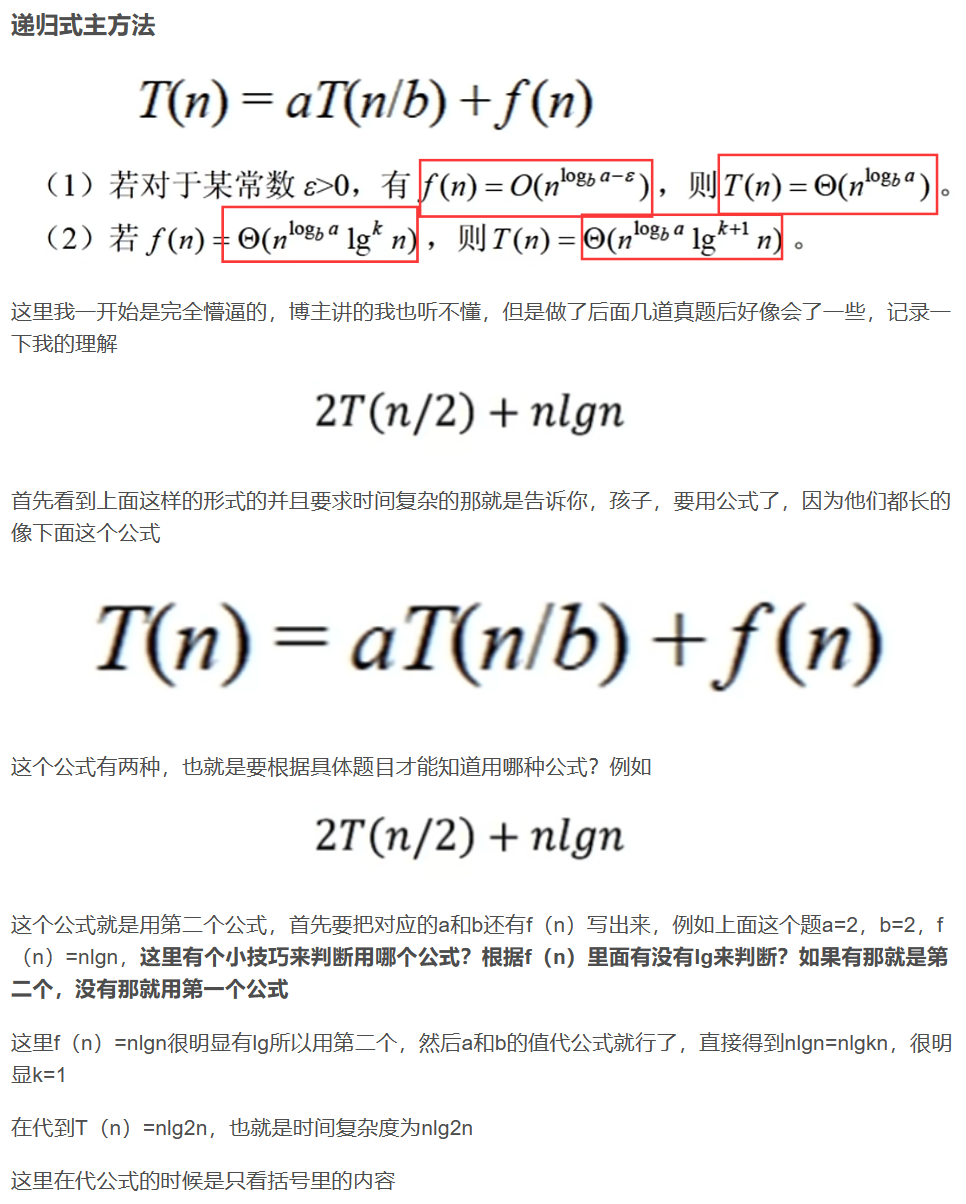 递归式主方法
T(n) = aT(n/b) + f(n)
（1）若对于某常数 ε>0，有 f(n) = O(n^{log_b a−ε})，则 T(n) = Θ(n^{log_b a})。
（2）若 f(n) = Θ(n^{log_b a} lg^k n)，则 T(n) = Θ(n^{log_b a} lg^{k+1} n)。
这里我一开始是完全懵逼的，博主讲的我也听不懂，但是做了后面几道真题后好像会了一些，记录一
下我的理解
2T(n/2) + nlgn
首先看到上面这样的形式的并且要求时间复杂的那就是告诉你，孩子，要用公式了，因为他们都长的
像下面这个公式
T(n) = aT(n/b) + f(n)
这个公式有两种，也就是要根据具体题目才能知道用哪种公式？例如
2T(n/2) + nlgn
这个公式就是用第二个公式，首先要把对应的a和b还有f（n）写出来，例如上面这个题a=2，b=2，f
（n）=nlgn，这里有个小技巧来判断用哪个公式？根据f（n）里面有没有lg来判断？如果有那就是第
二个，没有那就用第一个公式
这里f（n）=nlgn很明显有lg所以用第二个，然后a和b的值代公式就行了，直接得到nlgn=nlgkn，很明
显k=1
在代到T（n）=nlg2n，也就是时间复杂度为nlg2n
这里在代公式的时候是只看括号里的内容